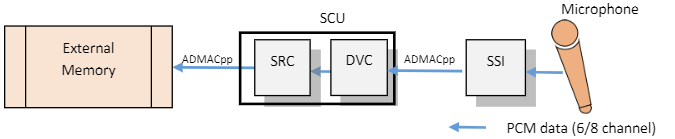 SCU
Microphone
External
Memory
ADMACpp
SRC
DVC
ADMACpp
SSI
PCM data (6/8 channel)